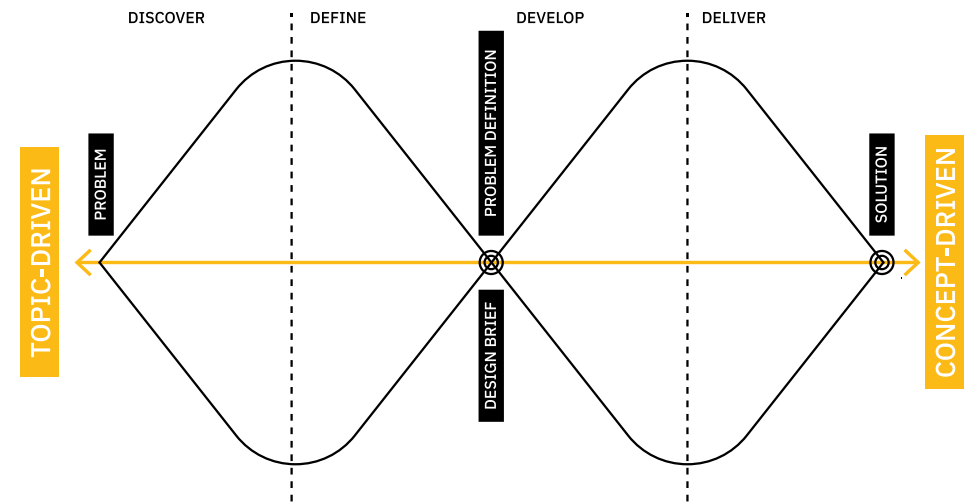 DISCOVER
DEFINE
DEVELOP
DELIVER
TOPIC-DRIVEN
PROBLEM
PROBLEM DEFINITION
DESIGN BRIEF
SOLUTION
CONCEPT-DRIVEN